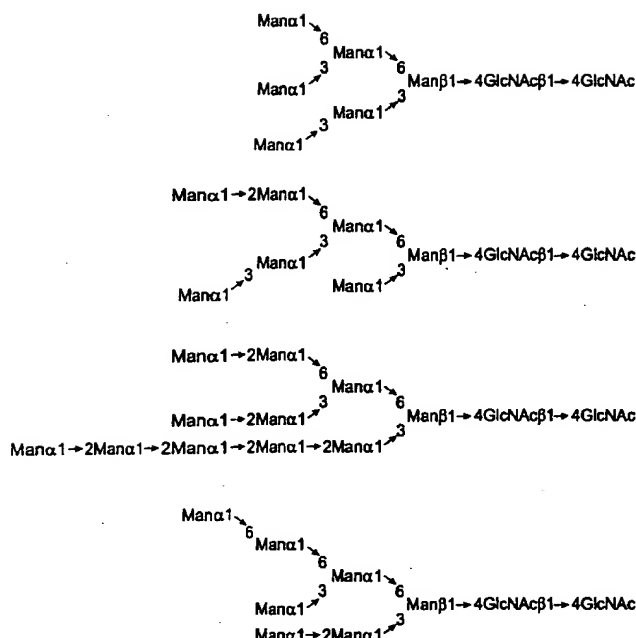 Manα1↘
6
Manα1↘
3 6
Manα1↗ Manβ1→4GlcNAcβ1→4GlcNAc
3
Manα1↗
3
Manα1↗
Manα1→2Manα1↘
6
Manα1↘
3 6
Manα1↗ Manβ1→4GlcNAcβ1→4GlcNAc
3 3
Manα1↗ Manα1↗
Manα1→2Manα1↘
6
Manα1↘
3 6
Manα1→2Manα1↗ Manβ1→4GlcNAcβ1→4GlcNAc
3
Manα1→2Manα1→2Manα1→2Manα1→2Manα1↗
Manα1↘
6
Manα1↘
6
Manα1↘
3 6
Manα1↗ Manβ1→4GlcNAcβ1→4GlcNAc
3
Manα1→2Manα1↗